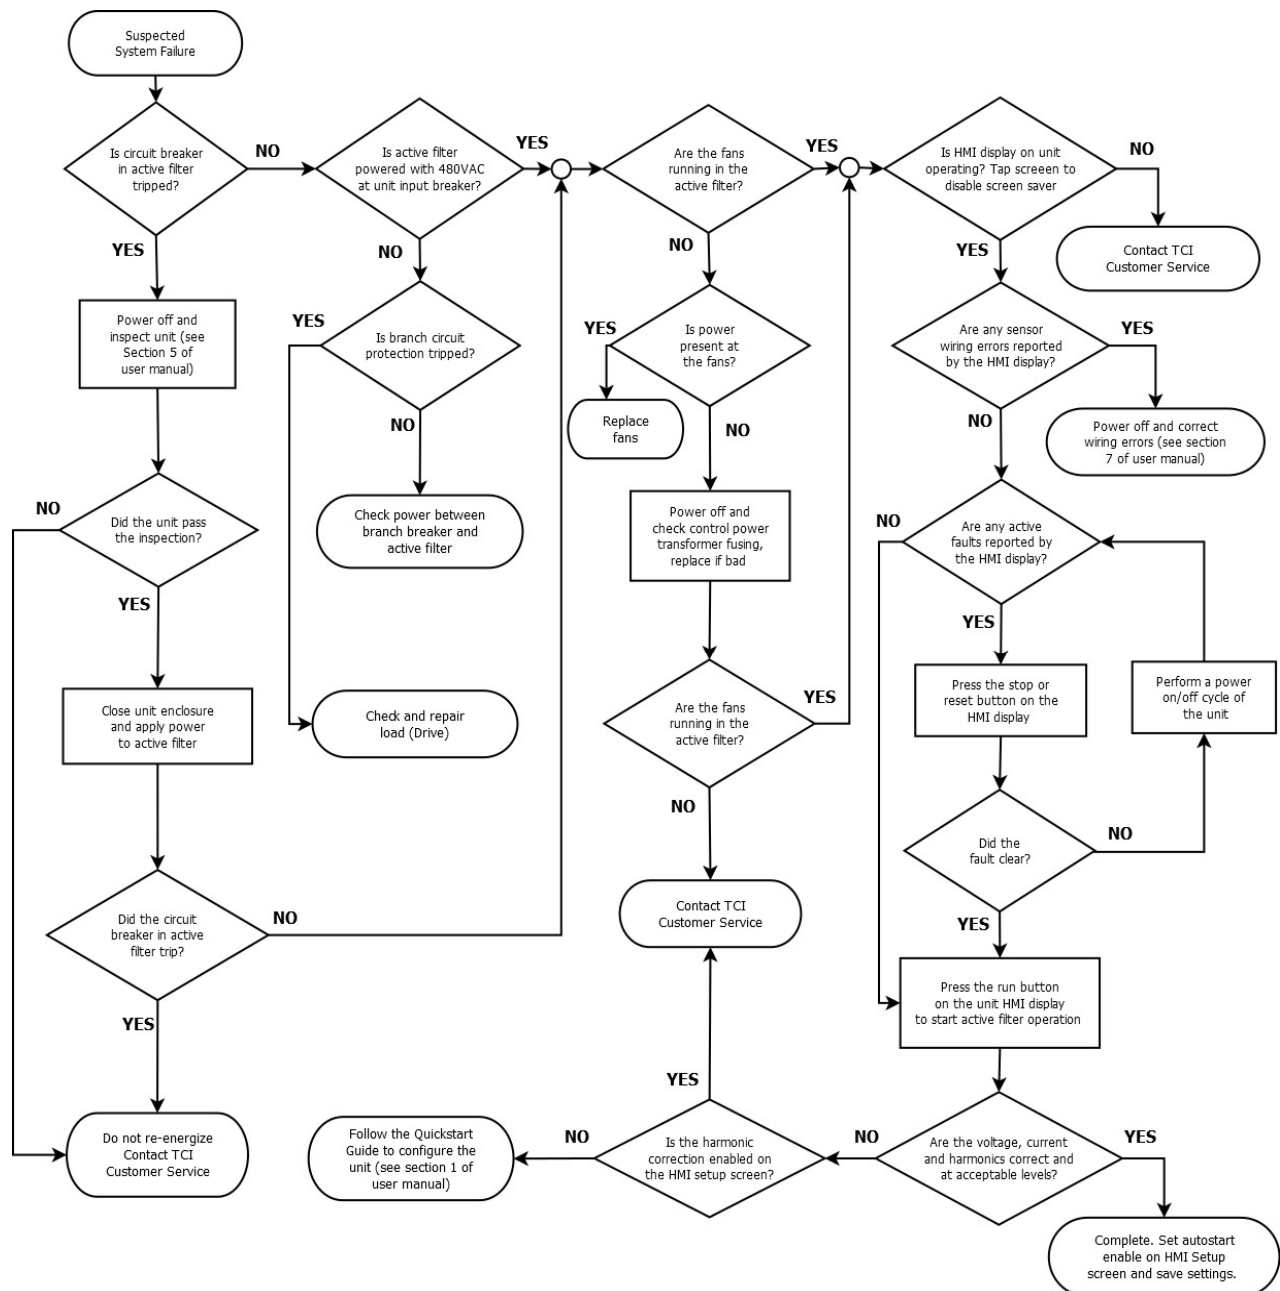 Suspected
System Failure
Is circuit breaker
in active filter
tripped?
NO
YES
Power off and
inspect unit (see
Section 5 of
user manual)
Did the unit pass
the inspection?
NO
YES
Close unit enclosure
and apply power
to active filter
Did the circuit
breaker in active
filter trip?
NO
YES
Do not re-energize
Contact TCI
Customer Service
Is active filter
powered with 480VAC
at unit input breaker?
YES
NO
Is branch circuit
protection tripped?
YES
NO
Check power between
branch breaker and
active filter
Check and repair
load (Drive)
Are the fans
running in the
active filter?
YES
NO
Is power
present at
the fans?
YES
Replace
fans
NO
Power off and
check control power
transformer fusing,
replace if bad
Are the fans
running in the
active filter?
YES
NO
Contact TCI
Customer Service
Is HMI display on unit
operating? Tap screeen to
disable screen saver
NO
Contact TCI
Customer Service
YES
Are any sensor
wiring errors reported
by the HMI display?
YES
Power off and correct
wiring errors (see section
7 of user manual)
NO
Are any active
faults reported by
the HMI display?
NO
YES
Press the stop or
reset button on the
HMI display
Perform a power
on/off cycle of
the unit
Did the
fault clear?
NO
YES
Press the run button
on the unit HMI display
to start active filter operation
Are the voltage, current
and harmonics correct and
at acceptable levels?
YES
Complete. Set autostart
enable on HMI Setup
screen and save settings.
NO
Is the harmonic
correction enabled on
the HMI setup screen?
YES
NO
Follow the Quickstart
Guide to configure the
unit (see section 1 of
user manual)